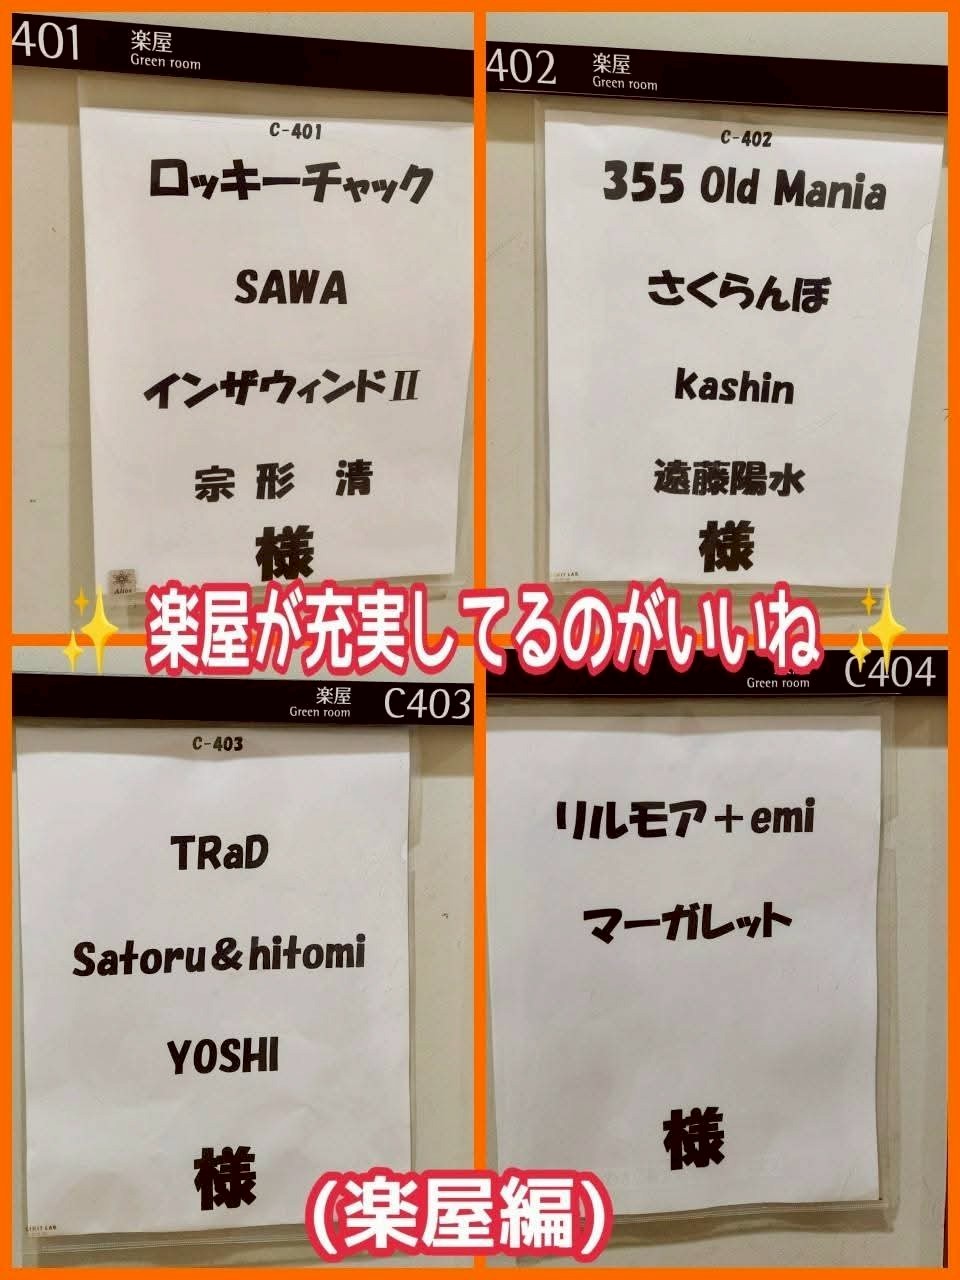 401
楽屋
Green room
C-401
ロッキーチャック
SAWA
インザウィンドⅡ
宗形 清
様
Alios
402
楽屋
Green room
C-402
355 Old Mania
さくらんぼ
kashin
遠藤陽水
様
✨楽屋が充実してるのがいいね✨
楽屋
Green room
C403
C-403
TRaD
Satoru&hitomi
YOSHI
様
Green room
C404
リルモア+emi
マーガレット
様
(楽屋編)